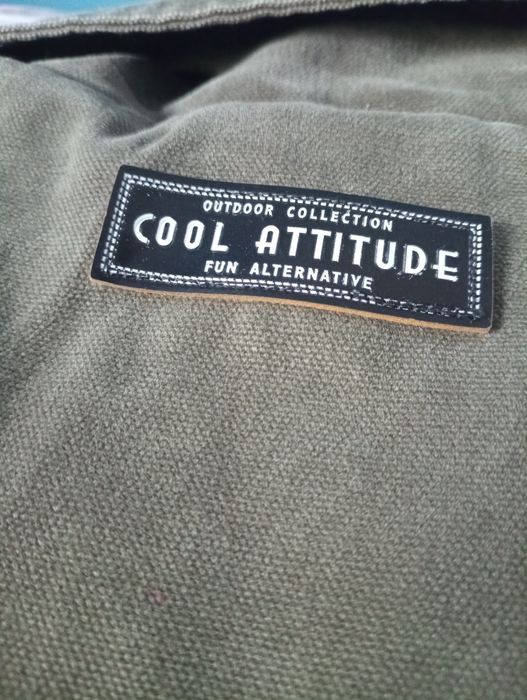 OUTDOOR COLLECTION
COOL ATTITUDE
FUN ALTERNATIVE